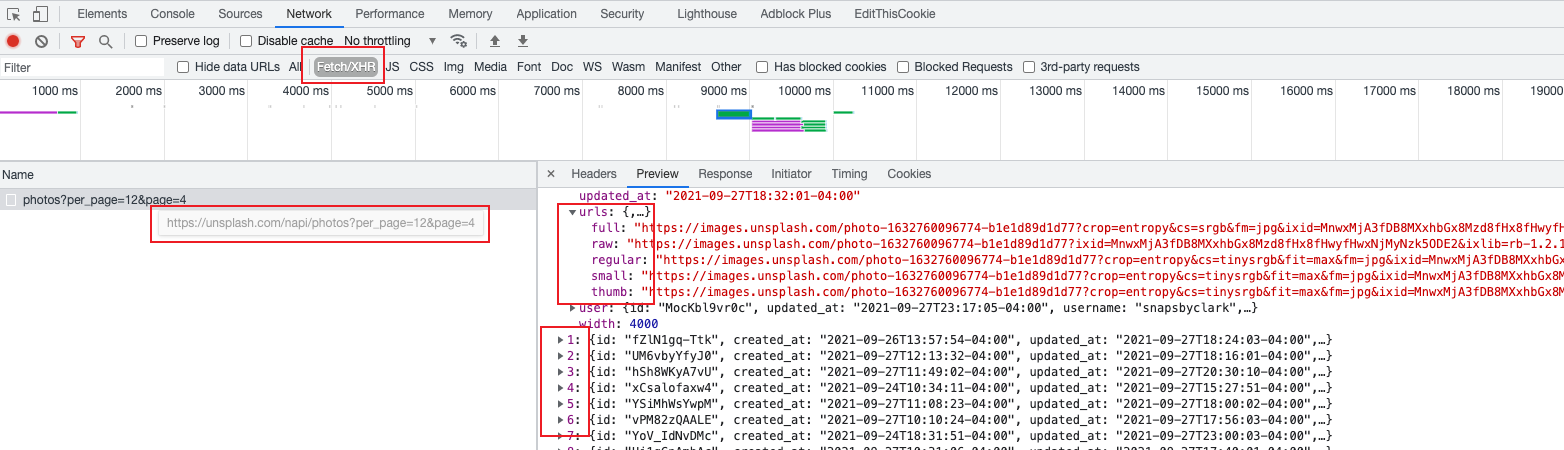 Elements Console Sources Network Performance Memory Application Security Lighthouse Adblock Plus EditThisCookie
Preserve log Disable cache No throttling
Filter Hide data URLs All Fetch/XHR JS CSS Img Media Font Doc WS Wasm Manifest Other Has blocked cookies Blocked Requests 3rd-party requests
1000 ms 2000 ms 3000 ms 4000 ms 5000 ms 6000 ms 7000 ms 8000 ms 9000 ms 10000 ms 11000 ms 12000 ms 13000 ms 14000 ms 15000 ms 16000 ms 17000 ms 18000 ms 19000
Name
photos?per_page=12&page=4
https://unsplash.com/napi/photos?per_page=12&page=4
× Headers Preview Response Initiator Timing Cookies
updated_at: "2021-09-27T18:32:01-04:00"
urls: {,…}
full: "https://images.unsplash.com/photo-1632760096774-b1e1d89d1d77?crop=entropy&cs=srgb&fm=jpg&ixid=MnwxMjA3fDB8MXxhbGx8Mzd8fHx8fHwyfH
raw: "https://images.unsplash.com/photo-1632760096774-b1e1d89d1d77?ixid=MnwxMjA3fDB8MXxhbGx8Mzd8fHx8fHwyfHwxNjMyNzk5ODE2&ixlib=rb-1.2.1
regular: "https://images.unsplash.com/photo-1632760096774-b1e1d89d1d77?crop=entropy&cs=tinysrgb&fit=max&fm=jpg&ixid=MnwxMjA3fDB8MXxhbGx
small: "https://images.unsplash.com/photo-1632760096774-b1e1d89d1d77?crop=entropy&cs=tinysrgb&fit=max&fm=jpg&ixid=MnwxMjA3fDB8MXxhbGx8M
thumb: "https://images.unsplash.com/photo-1632760096774-b1e1d89d1d77?crop=entropy&cs=tinysrgb&fit=max&fm=jpg&ixid=MnwxMjA3fDB8MXxhbGx8M
user: {id: "MocKbl9vr0c", updated_at: "2021-09-27T23:17:05-04:00", username: "snapsbyclark",…}
width: 4000
1: {id: "fZlN1gq-Ttk", created_at: "2021-09-26T13:57:54-04:00", updated_at: "2021-09-27T18:24:03-04:00",…}
2: {id: "UM6vbyYfyJ0", created_at: "2021-09-27T12:13:32-04:00", updated_at: "2021-09-27T18:16:01-04:00",…}
3: {id: "hSh8WKyA7vU", created_at: "2021-09-27T11:49:02-04:00", updated_at: "2021-09-27T20:30:10-04:00",…}
4: {id: "xCsalofaxw4", created_at: "2021-09-24T10:34:11-04:00", updated_at: "2021-09-27T15:27:51-04:00",…}
5: {id: "YSiMhWsYwpM", created_at: "2021-09-27T11:08:23-04:00", updated_at: "2021-09-27T18:00:02-04:00",…}
6: {id: "vPM82zQAALE", created_at: "2021-09-27T10:10:24-04:00", updated_at: "2021-09-27T17:56:03-04:00",…}
7: {id: "YoV_IdNvDMc", created_at: "2021-09-24T18:31:51-04:00", updated_at: "2021-09-27T23:00:03-04:00",…}